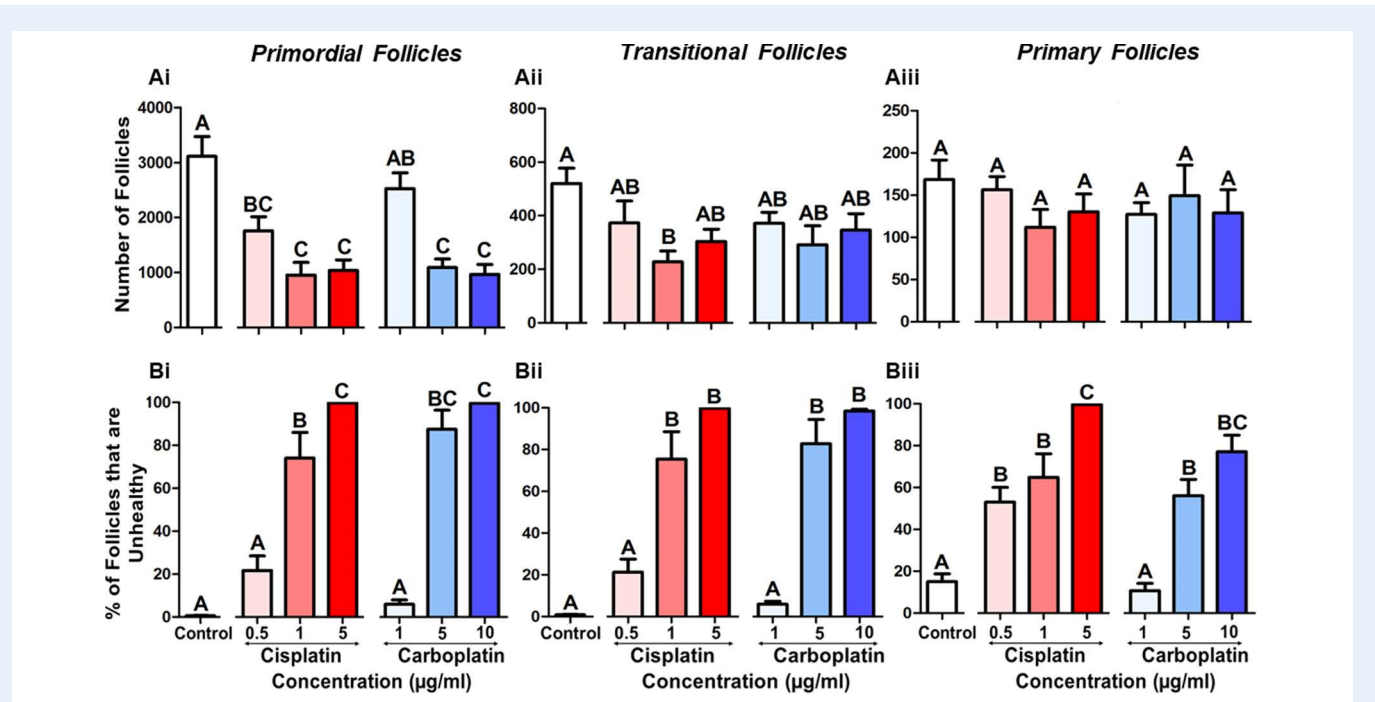 Primordial Follicles Transitional Follicles Primary Follicles
Ai Aii Aiii
Number of Follicles
4000
3000
2000
1000
0
A BC C C AB C C
800
600
400
200
0
A AB B AB AB AB AB
250
200
150
100
50
0
A A A A A A A
Bi Bii Biii
% of Follicles that are
Unhealthy
100
80
60
40
20
0
A A B C A BC C
100
80
60
40
20
0
A A B B A B B
100
80
60
40
20
0
A B B C A B BC
Control 0.5 1 5 1 5 10 Control 0.5 1 5 1 5 10 Control 0.5 1 5 1 5 10
Cisplatin Carboplatin Cisplatin Carboplatin Cisplatin Carboplatin
Concentration (µg/ml) Concentration (µg/ml) Concentration (µg/ml)